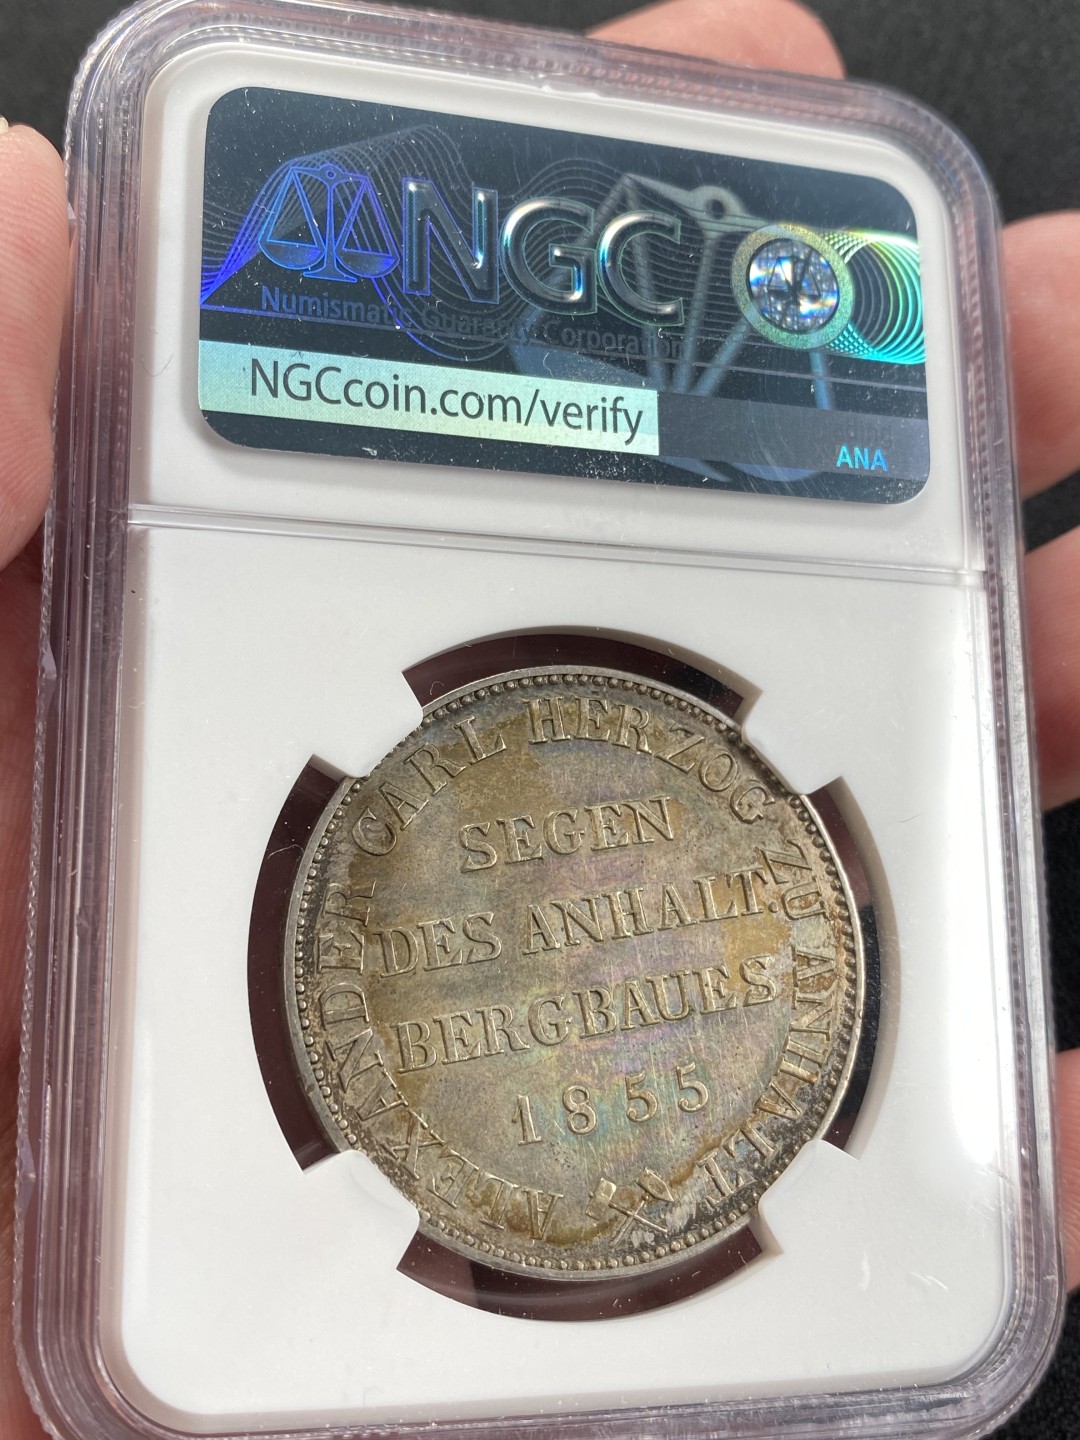 NGC
Numismatic Guaranty Corporation
NGCcoin.com/verify
ANA
ALEXANDER CARL HERZOG ZU ANHALT
SEGEN
DES ANHALT.
BERGBAUES
1855